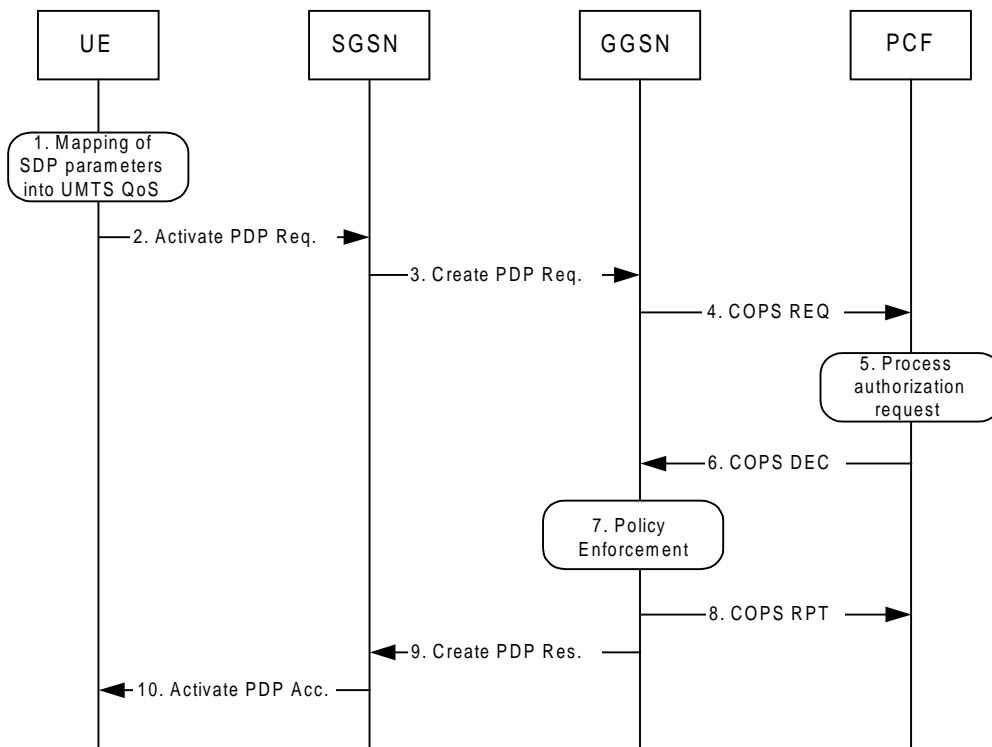 UE
SGSN
GGSN
PCF
1. Mapping of
SDP parameters
into UMTS QoS
2. Activate PDP Req.
3. Create PDP Req.
4. COPS REQ
5. Process
authorization
request
6. COPS DEC
7. Policy
Enforcement
8. COPS RPT
9. Create PDP Res.
10. Activate PDP Acc.